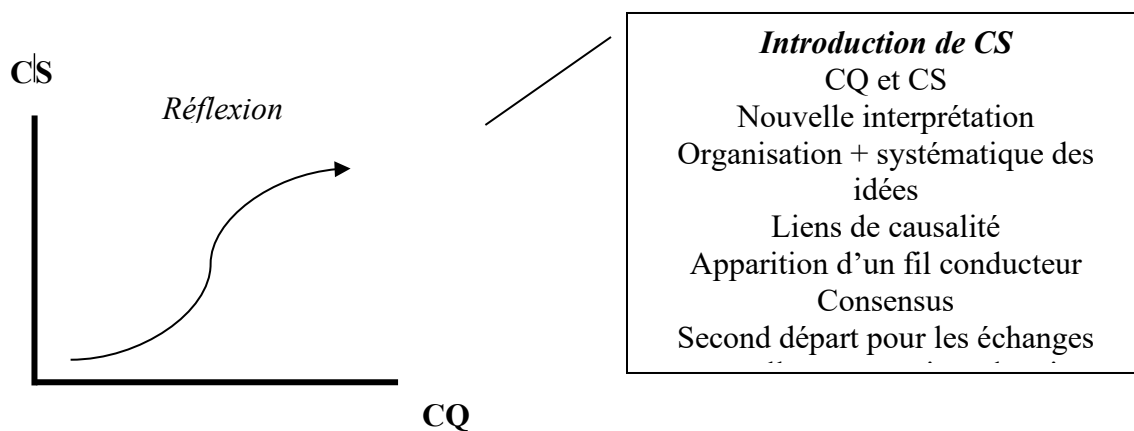 CS
Réflexion
CQ
Introduction de CS
CQ et CS
Nouvelle interprétation
Organisation + systématique des
idées
Liens de causalité
Apparition d’un fil conducteur
Consensus
Second départ pour les échanges